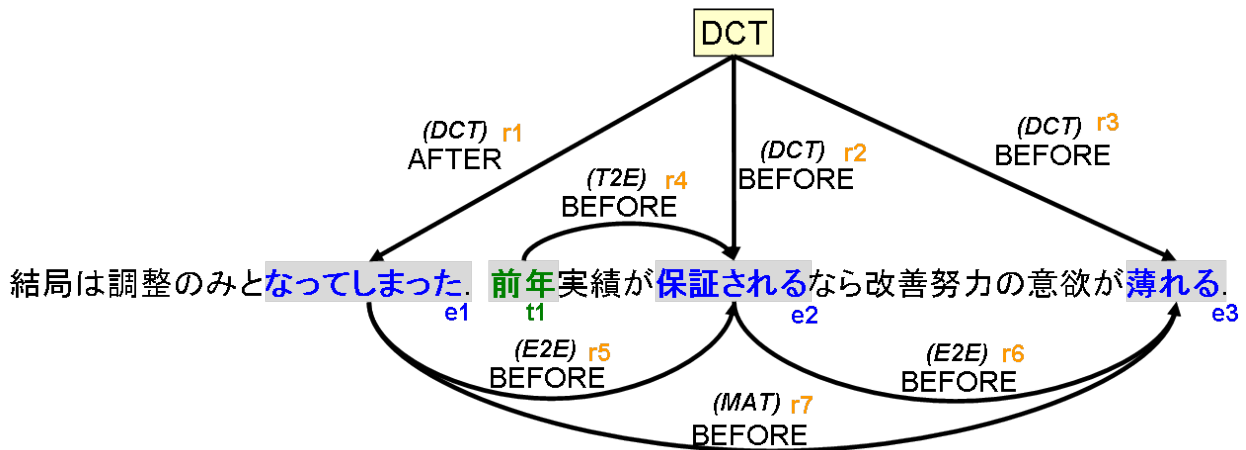 DCT
(DCT) r1
AFTER
(DCT) r2
BEFORE
(DCT) r3
BEFORE
(T2E) r4
BEFORE
結局は調整のみとなってしまった. 前年実績が保証されるなら改善努力の意欲が薄れる.
e1 t1 e2 e3
(E2E) r5
BEFORE
(E2E) r6
BEFORE
(MAT) r7
BEFORE